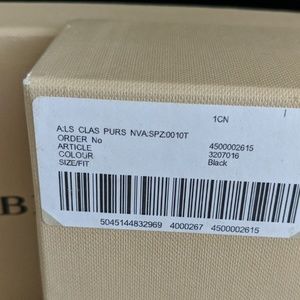 1CN
A:LS CLAS PURS NVA:SPZ:0010T
ORDER No
ARTICLE 4500002615
COLOUR 3207016
SIZE/FIT Black
5045144832969 4000267 4500002615
B